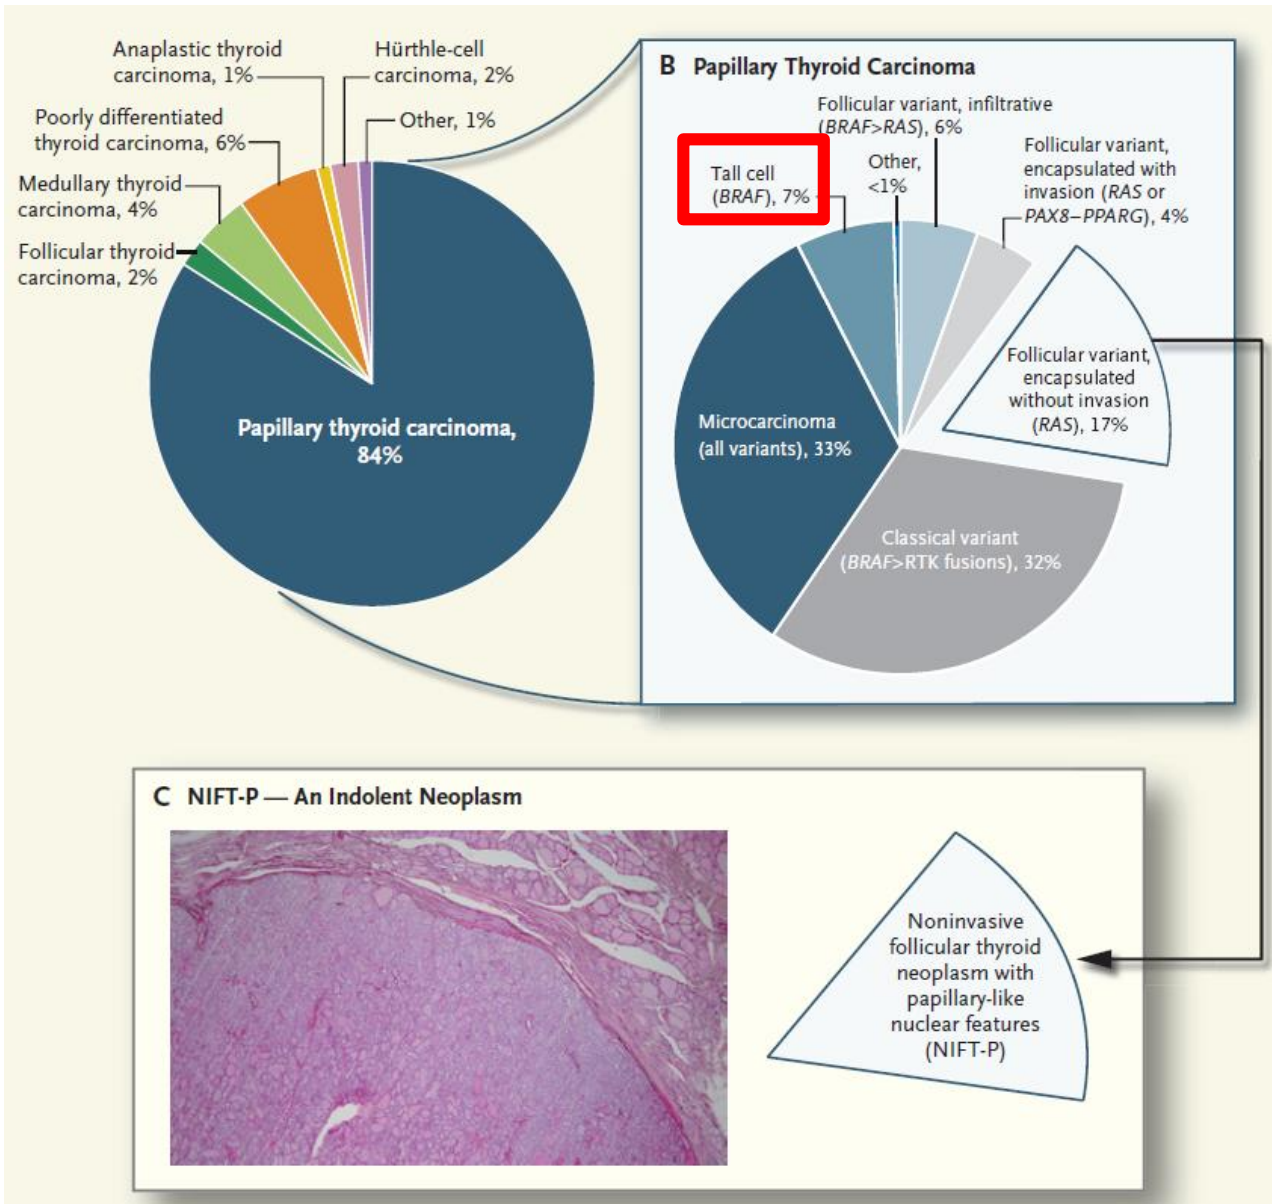 Anaplastic thyroid
carcinoma, 1%
Hürthle-cell
carcinoma, 2%
Poorly differentiated
thyroid carcinoma, 6%
Other, 1%
Medullary thyroid
carcinoma, 4%
Follicular thyroid
carcinoma, 2%
Papillary thyroid carcinoma,
84%
B Papillary Thyroid Carcinoma
Follicular variant, infiltrative
(BRAF>RAS), 6%
Tall cell
(BRAF), 7%
Other,
<1%
Follicular variant,
encapsulated with
invasion (RAS or
PAX8–PPARG), 4%
Follicular variant,
encapsulated
without invasion
(RAS), 17%
Microcarcinoma
(all variants), 33%
Classical variant
(BRAF>RTK fusions), 32%
C NIFT-P — An Indolent Neoplasm
Noninvasive
follicular thyroid
neoplasm with
papillary-like
nuclear features
(NIFT-P)